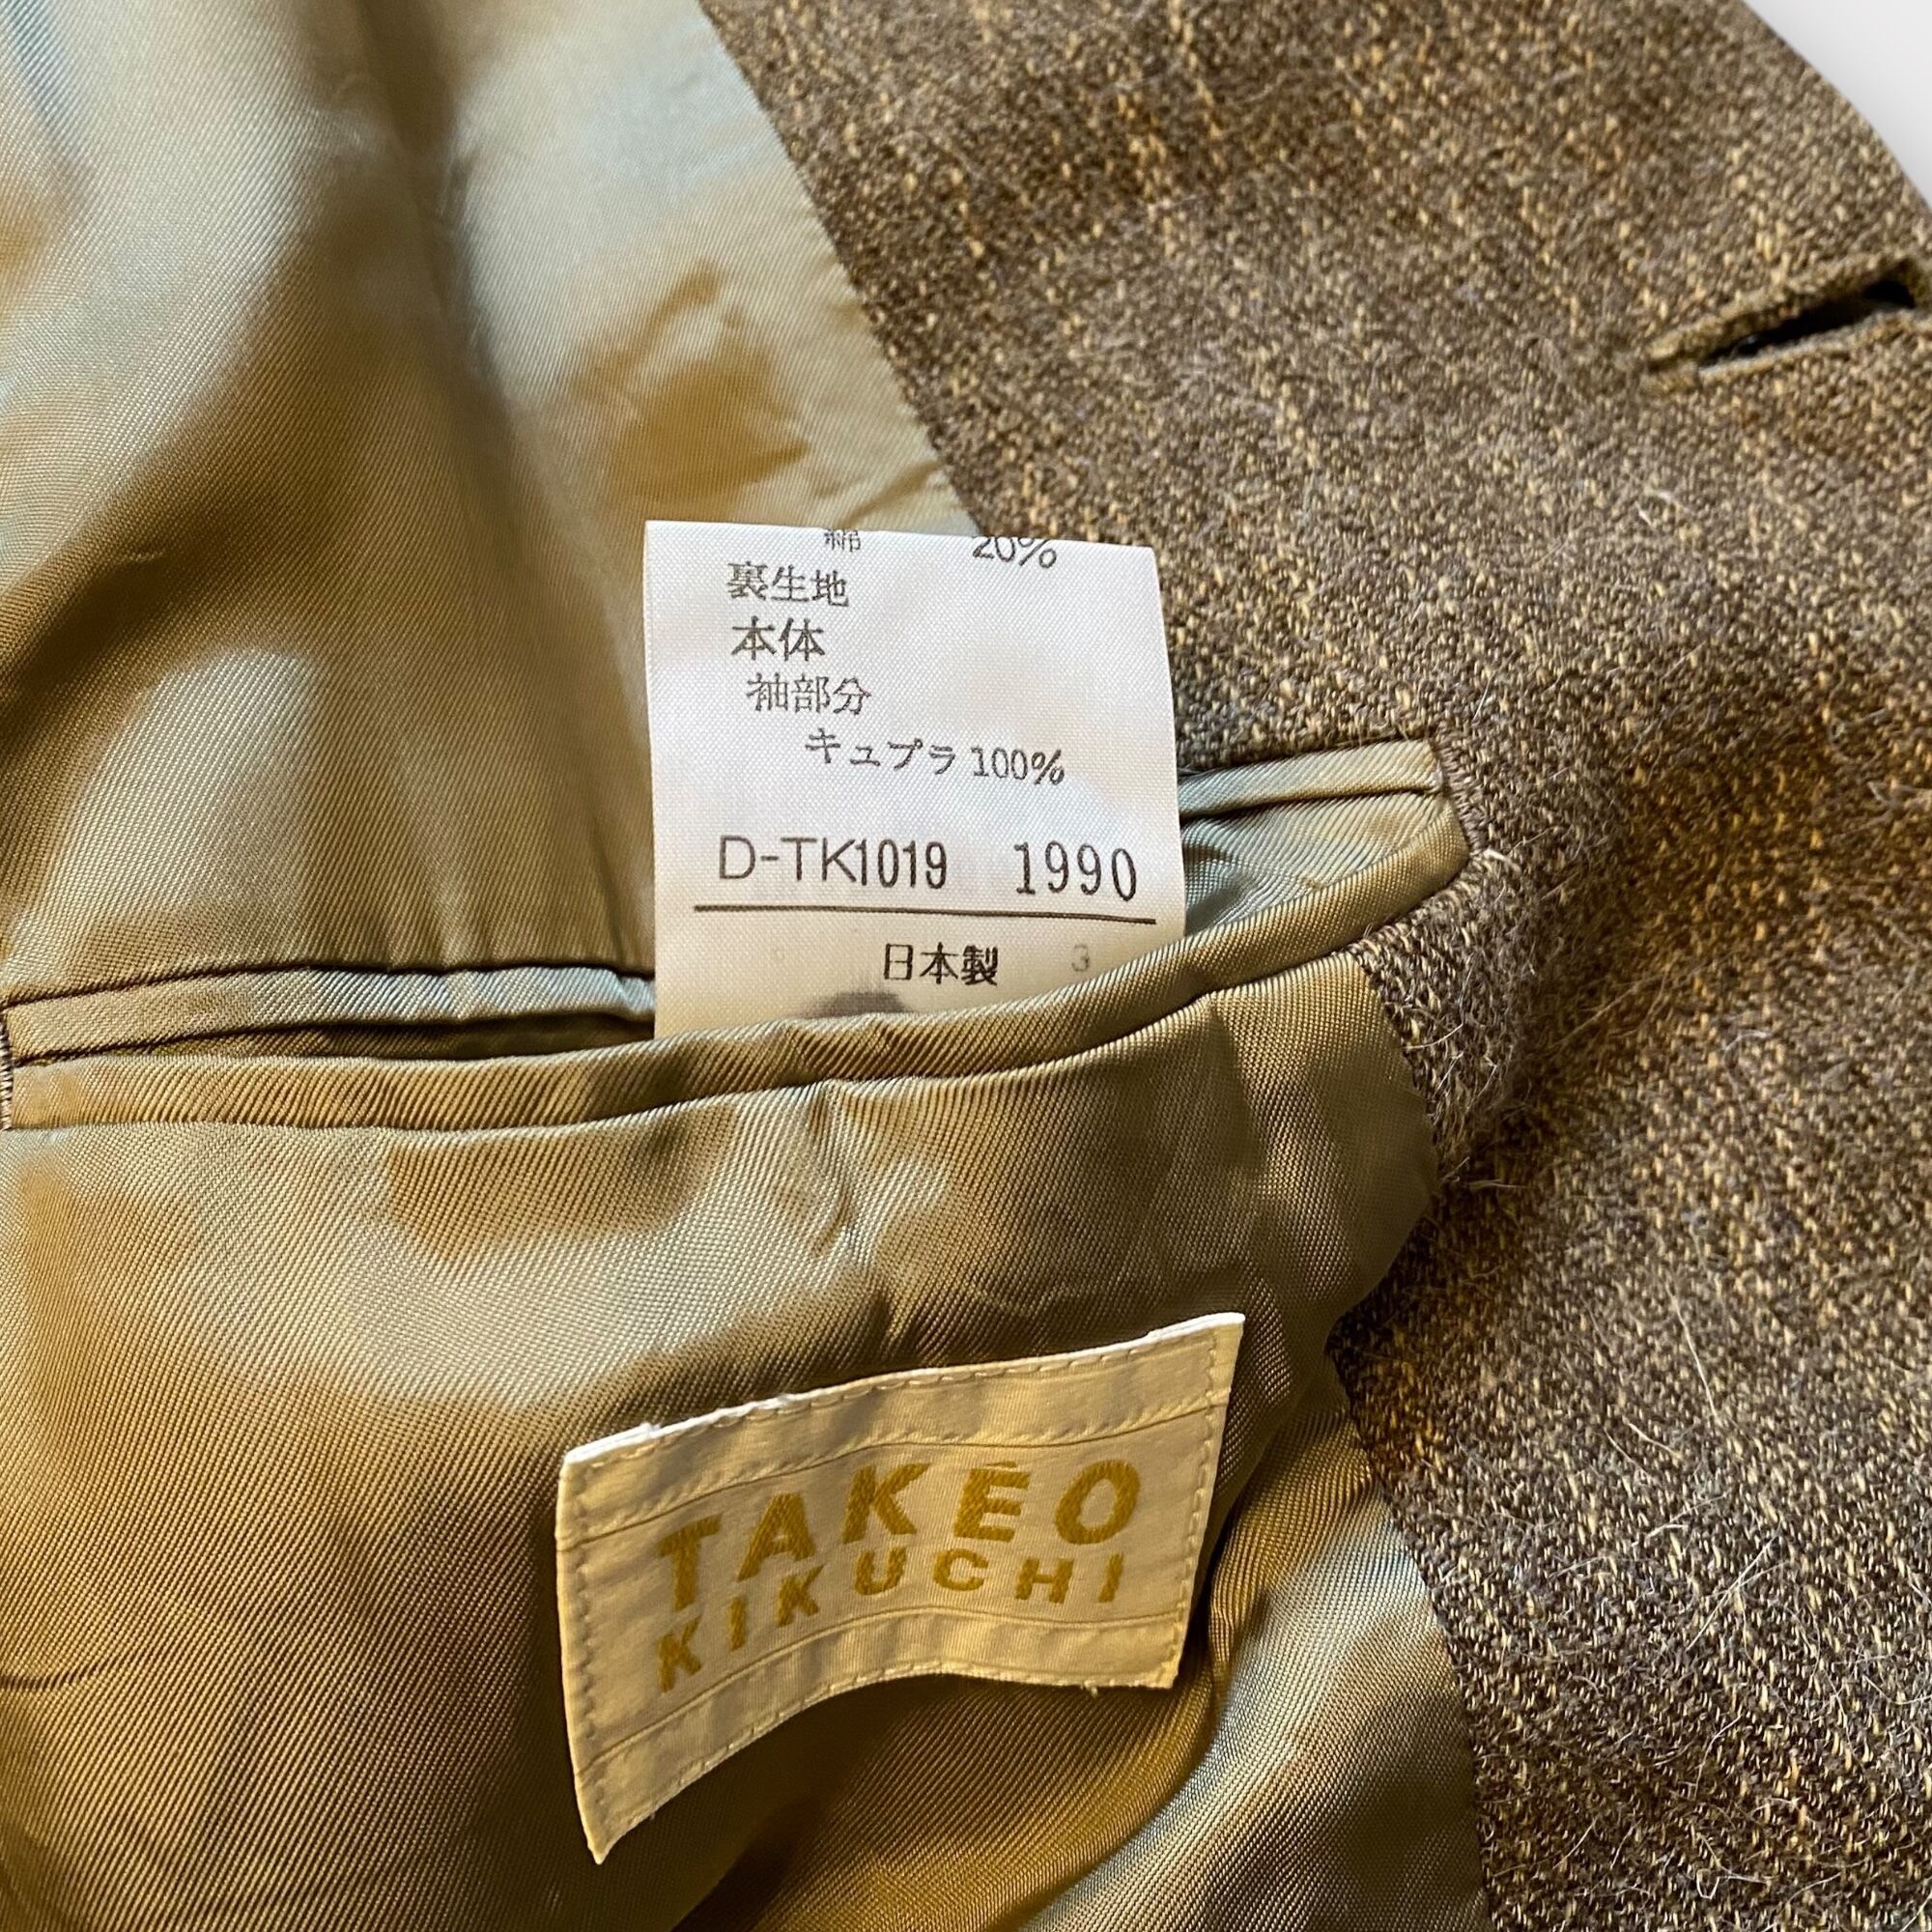 綿 20%
裏生地
本体
袖部分
キュプラ 100%
D-TK1019 1990
日本製 3
TAKEO
KIKUCHI